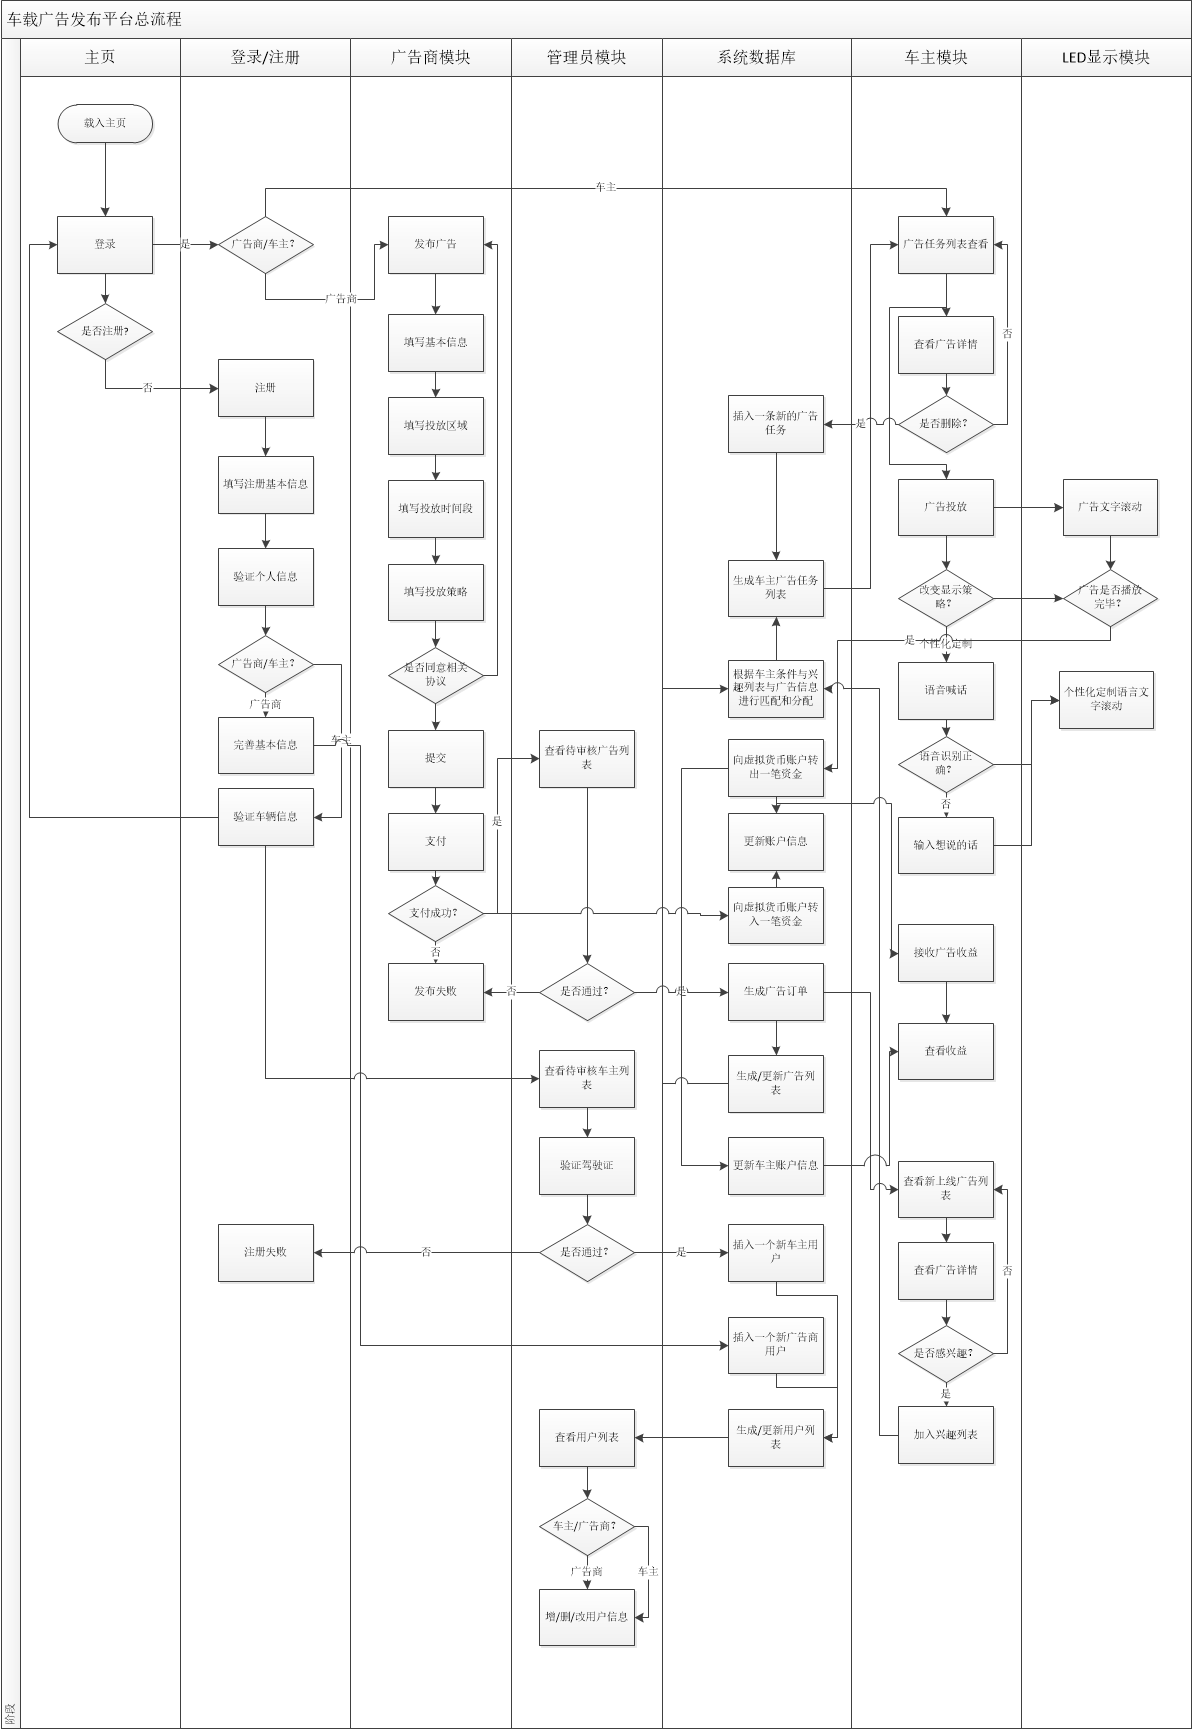 车载广告发布平台总流程
主页
登录/注册
广告商模块
管理员模块
系统数据库
车主模块
LED显示模块
载入主页
登录
是
是否注册?
否
广告商/车主?
车主
广告商
注册
填写注册基本信息
验证个人信息
广告商/车主?
广告商
车主
完善基本信息
验证车辆信息
注册失败
发布广告
填写基本信息
填写投放区域
填写投放时间段
填写投放策略
是否同意相关
协议
提交
支付
支付成功?
是
否
发布失败
查看待审核广告列
表
是否通过?
否
是
查看待审核车主列
表
验证驾驶证
是否通过?
否
是
查看用户列表
车主/广告商?
广告商
车主
增/删/改用户信息
插入一条新的广告
任务
生成车主广告任务
列表
根据车主条件与兴
趣列表与广告信息
进行匹配和分配
向虚拟货币账户转
出一笔资金
更新账户信息
向虚拟货币账户转
入一笔资金
生成广告订单
生成/更新广告列
表
更新车主账户信息
插入一个新车主用
户
插入一个新广告商
用户
生成/更新用户列
表
广告任务列表查看
查看广告详情
否
是否删除?
是
广告投放
改变显示策
略?
是
个性化定制
语音喊话
语音识别正
确?
否
输入想说的话
接收广告收益
查看收益
查看新上线广告列
表
查看广告详情
否
是否感兴趣?
是
加入兴趣列表
广告文字滚动
广告是否播放
完毕?
个性化定制语言文
字滚动
阶段